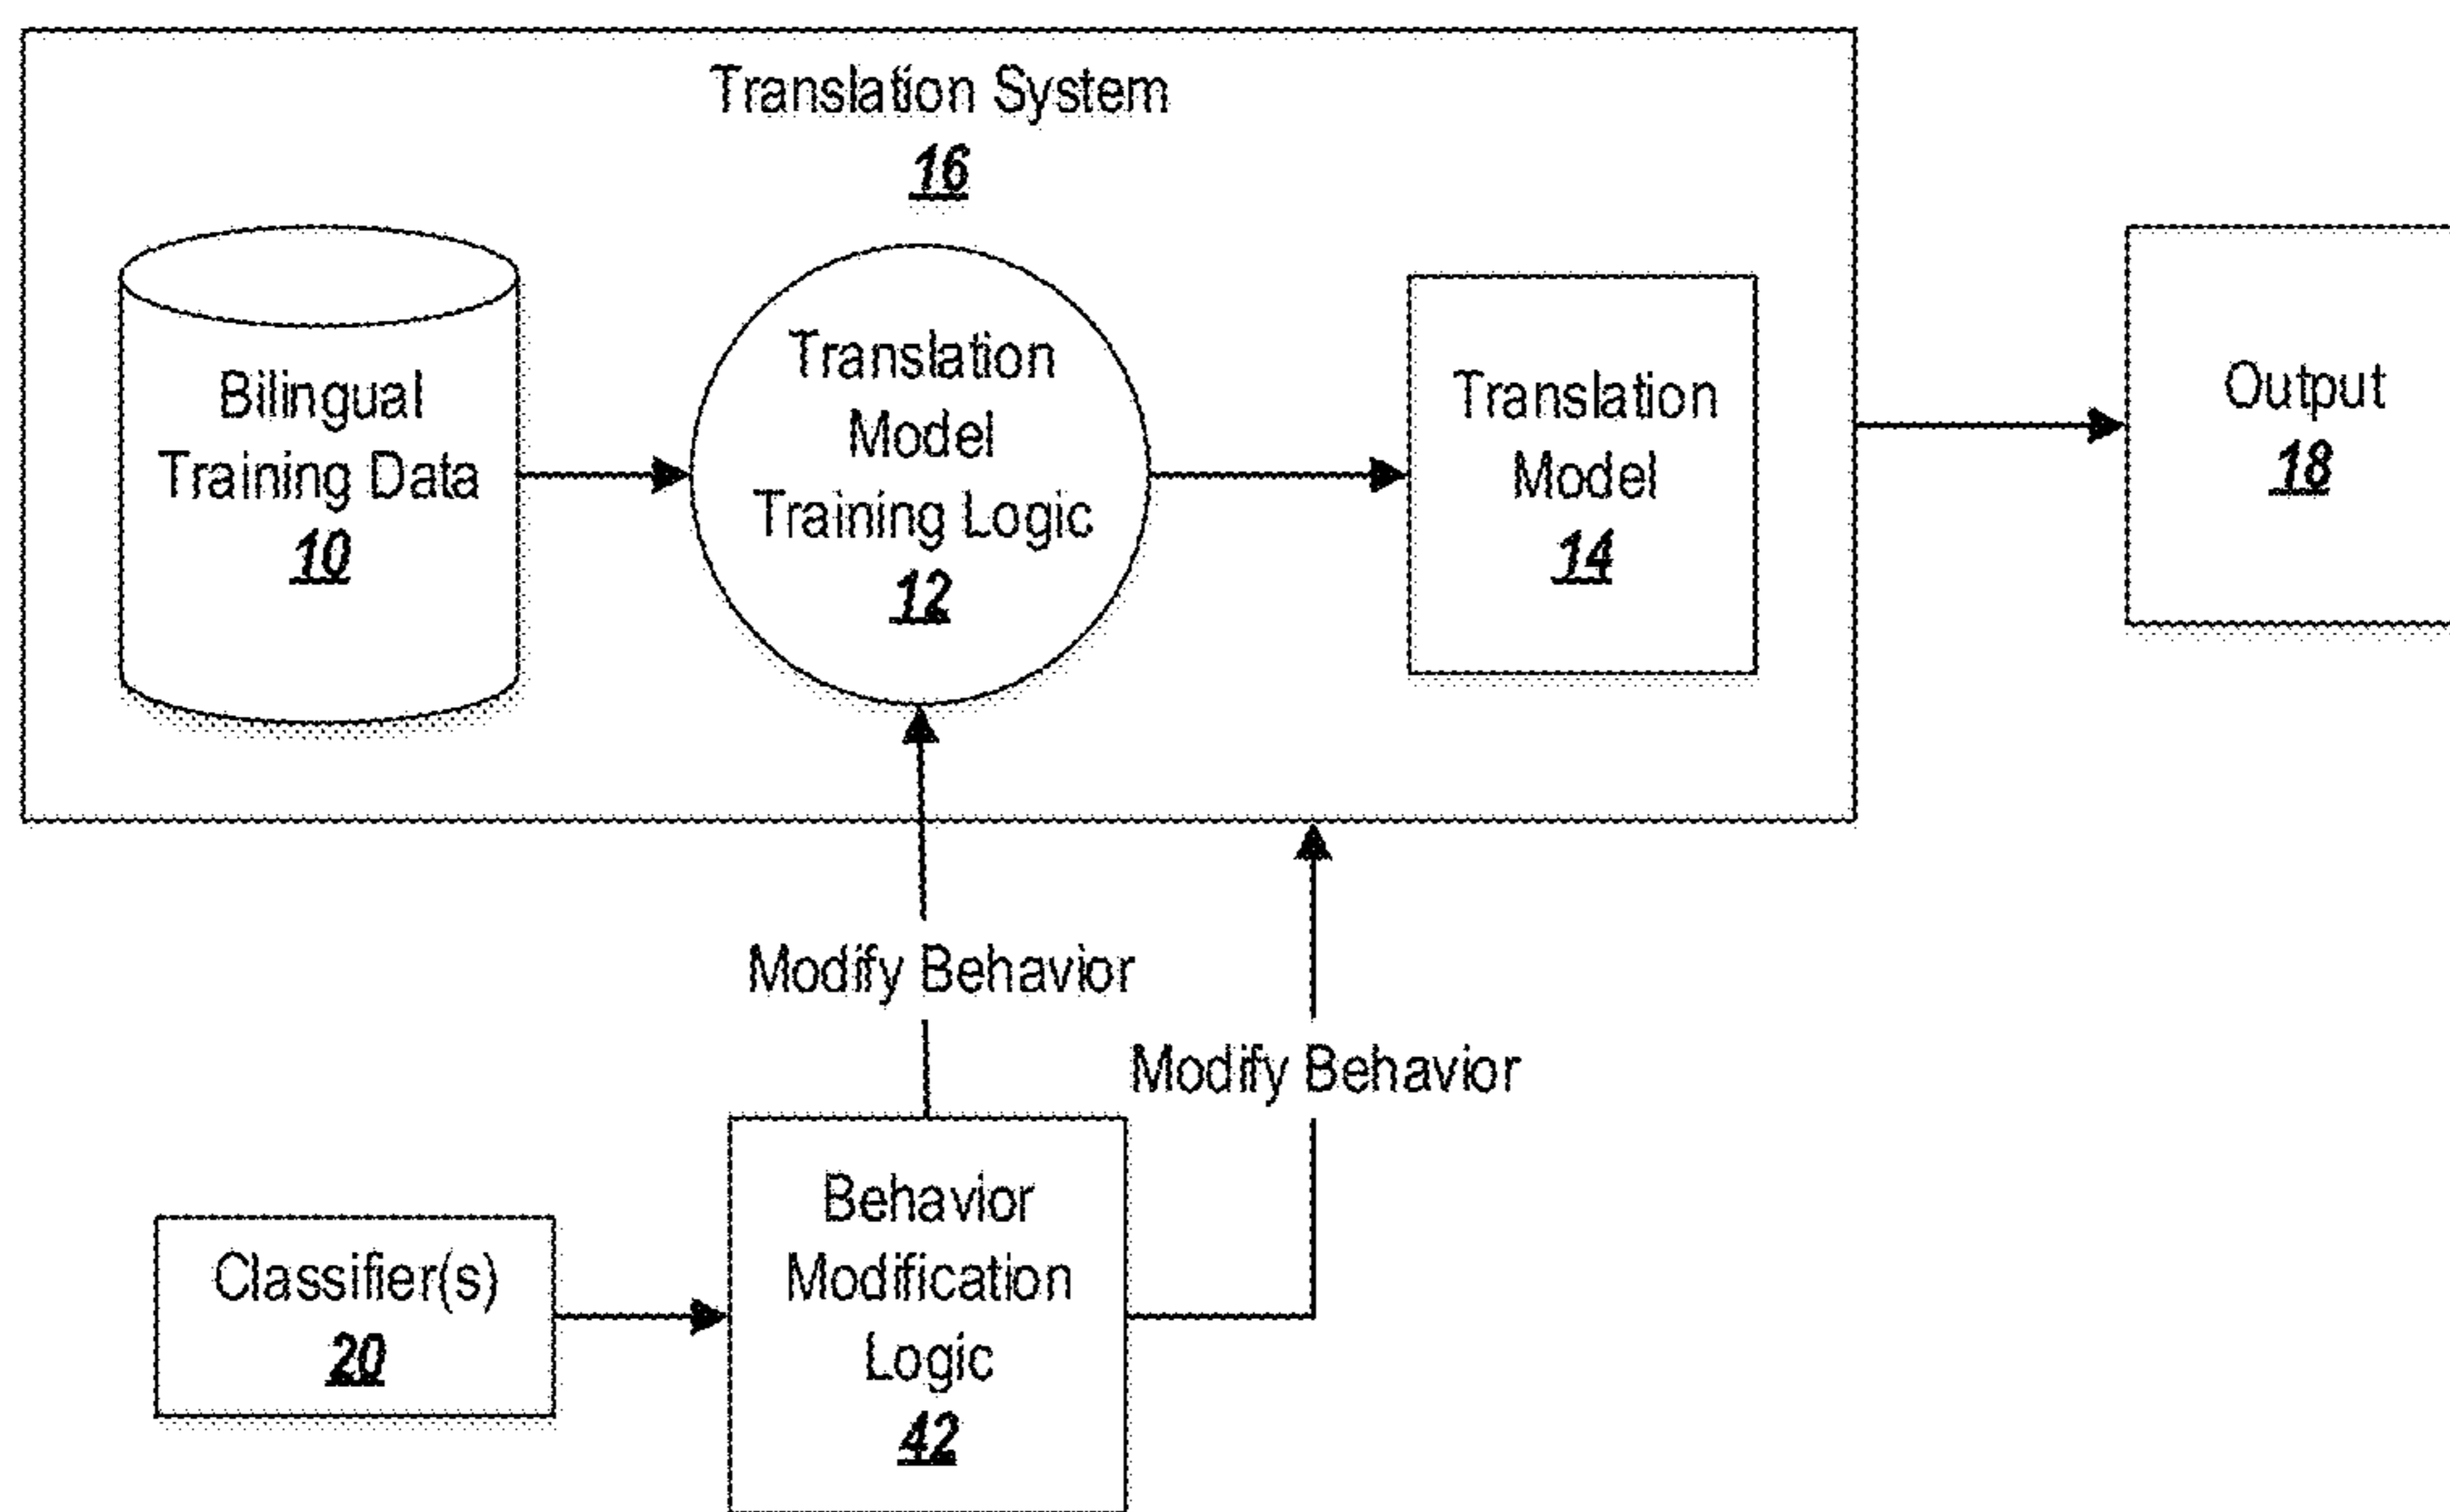 Translation System
16
Bilingual
Training Data
10
Translation
Model
Training Logic
12
Translation
Model
14
Output
18
Modify Behavior
Modify Behavior
Classifier(s)
20
Behavior
Modification
Logic
42